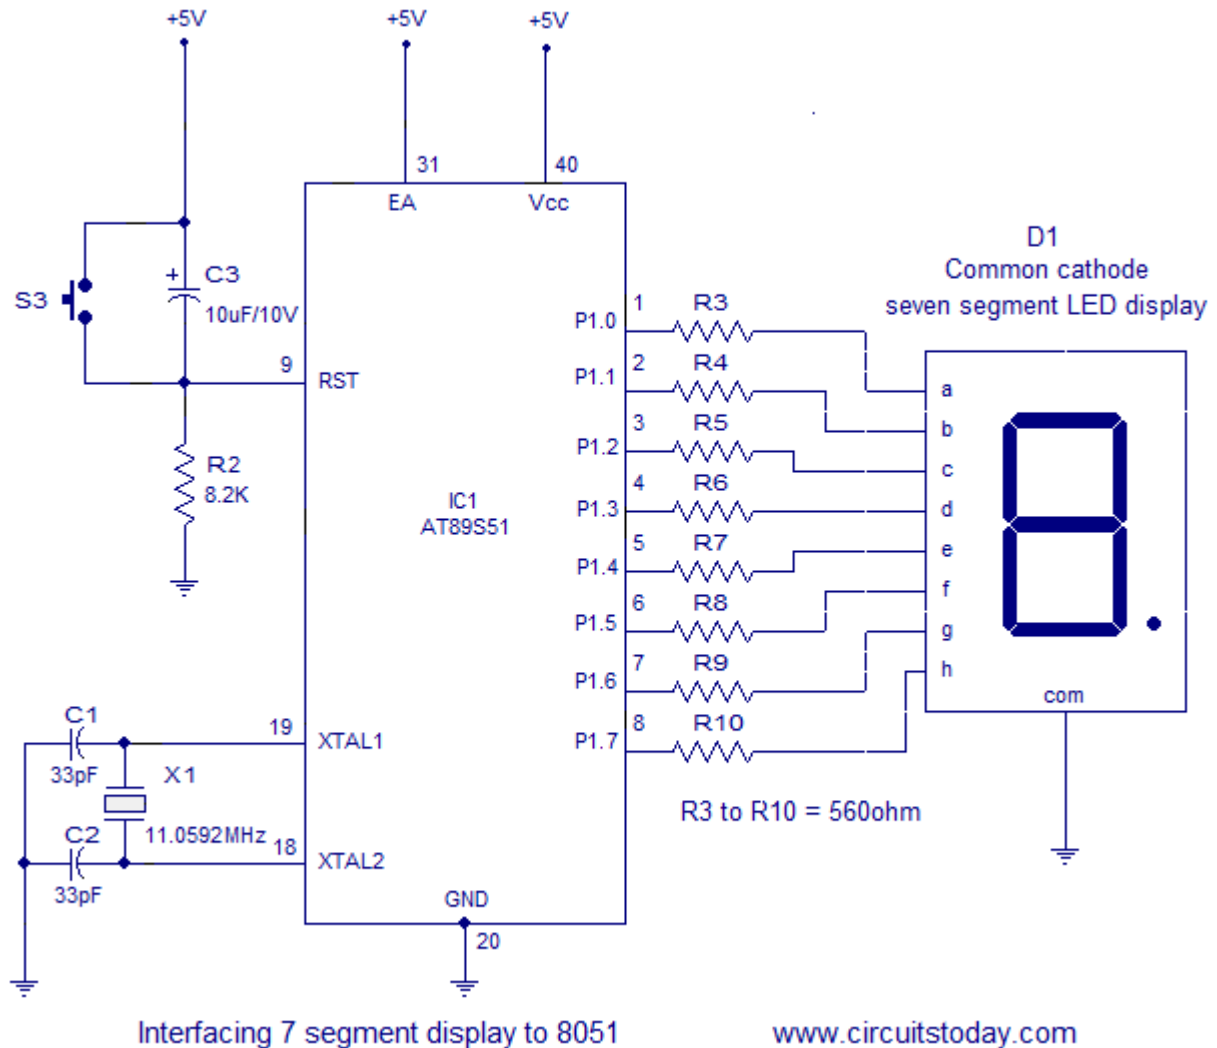 +5V
+5V
+5V
31
40
EA
Vcc
D1
Common cathode
seven segment LED display
S3
+
C3
10uF/10V
9
RST
R2
8.2K
IC1
AT89S51
P1.0
1
R3
a
P1.1
2
R4
b
P1.2
3
R5
c
P1.3
4
R6
d
P1.4
5
R7
e
P1.5
6
R8
f
P1.6
7
R9
g
P1.7
8
R10
h
com
C1
33pF
19
XTAL1
X1
11.0592MHz
C2
33pF
18
XTAL2
R3 to R10 = 560ohm
GND
20
Interfacing 7 segment display to 8051
www.circuitstoday.com